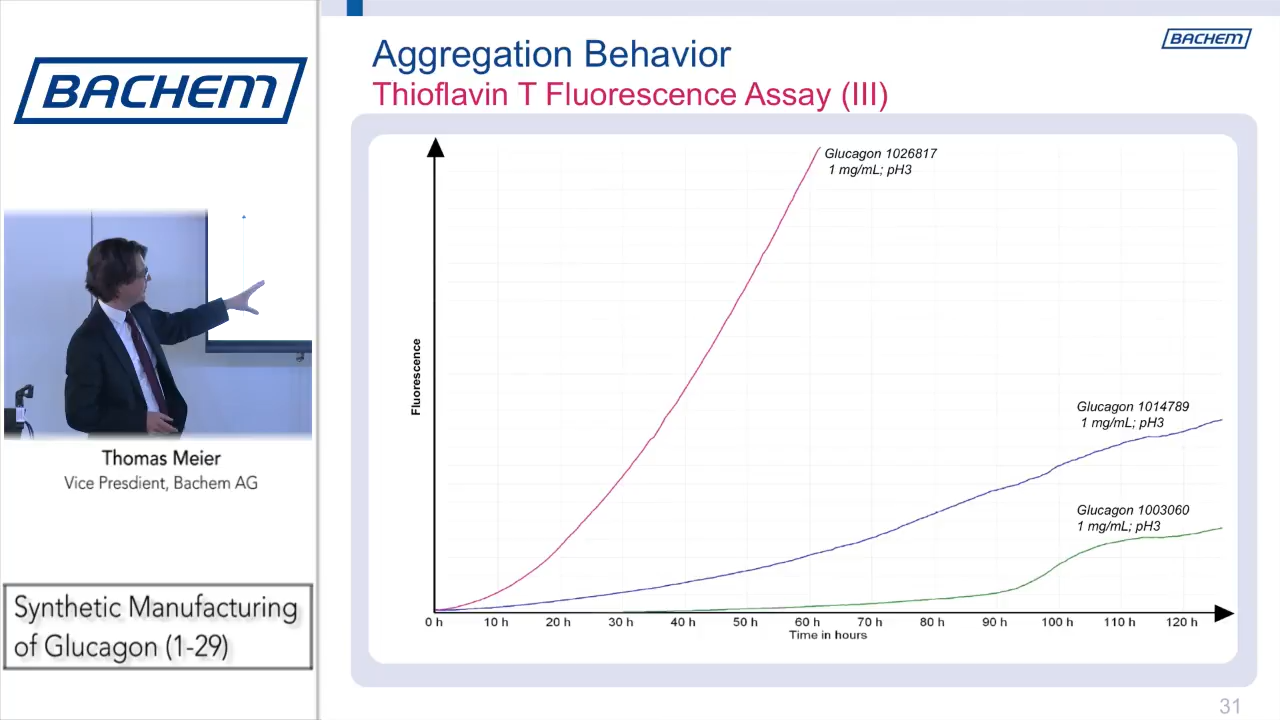 BACHEM
Thomas Meier
Vice Presdient, Bachem AG
Synthetic Manufacturing
of Glucagon (1-29)
BACHEM
Aggregation Behavior
Thioflavin T Fluorescence Assay (III)
Glucagon 1026817
1 mg/mL; pH3
Glucagon 1014789
1 mg/mL; pH3
Glucagon 1003060
1 mg/mL; pH3
Fluorescence
0 h 10 h 20 h 30 h 40 h 50 h 60 h 70 h 80 h 90 h 100 h 110 h 120 h
Time in hours
31